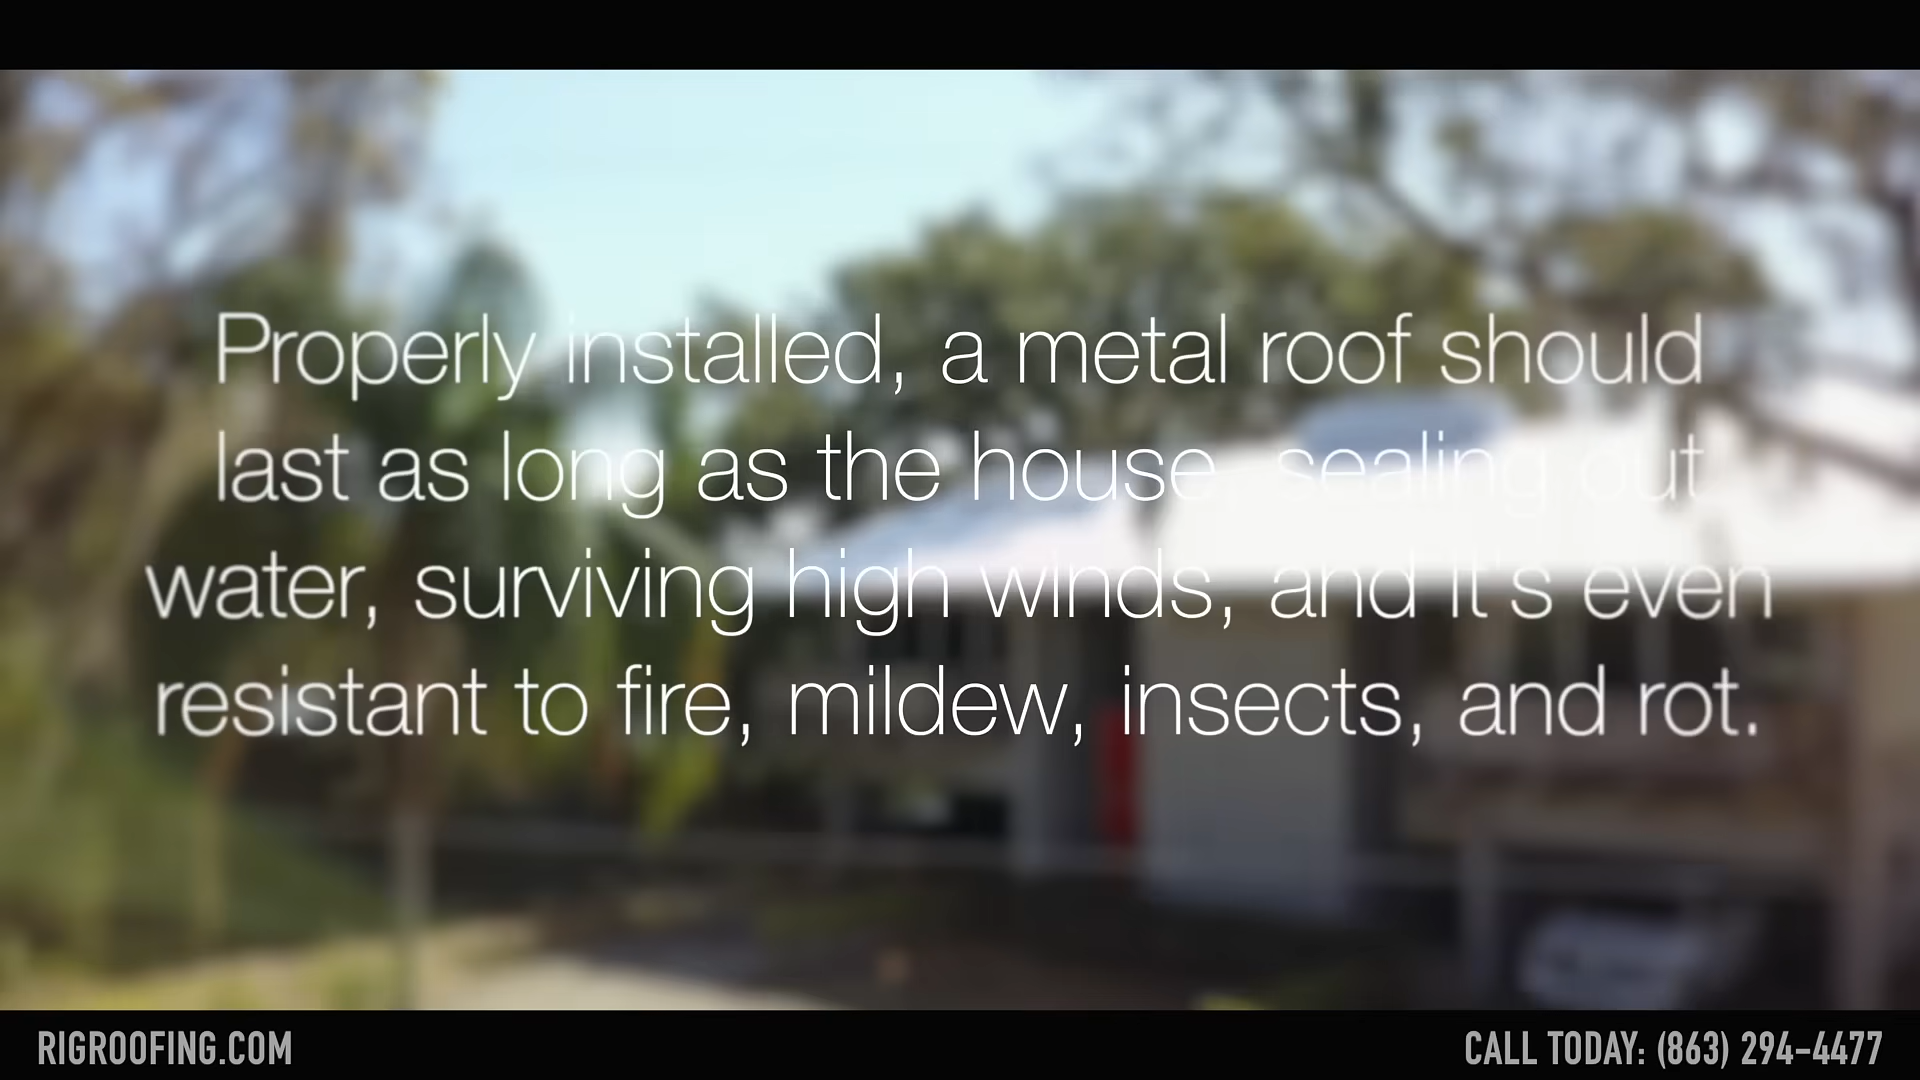 Properly installed, a metal roof should
last as long as the house, sealing out
water, surviving high winds, and it's even
resistant to fire, mildew, insects, and rot.
RIGROOFING.COM
CALL TODAY: (863) 294-4477